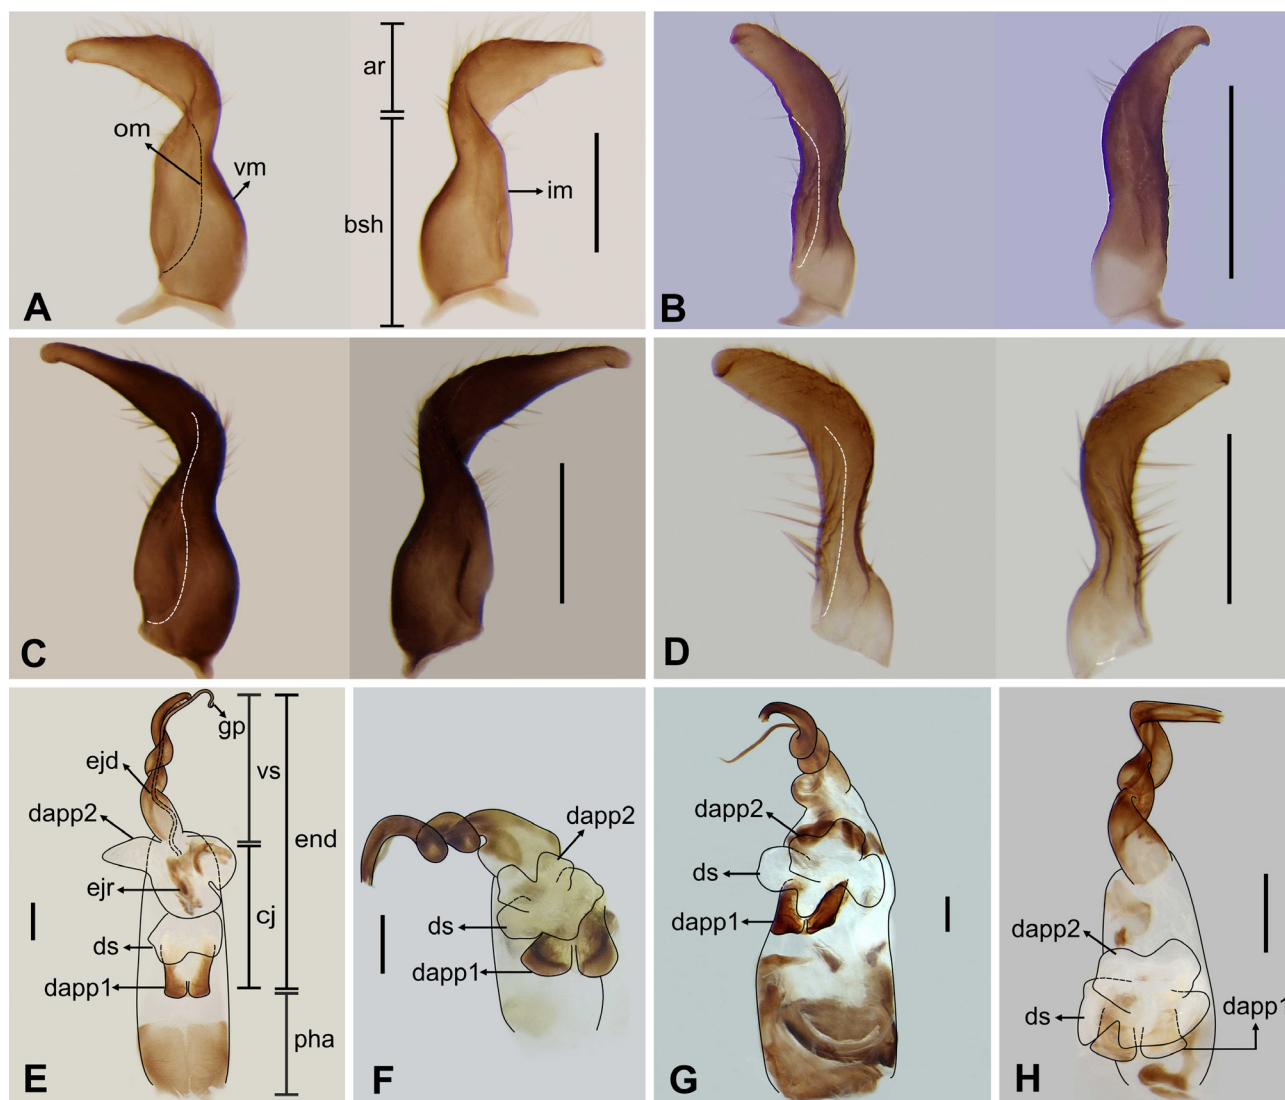 ar
om
vm
im
bsh
A
B
C
D
gp
ejd
vs
dapp2
end
ejr
cj
ds
dapp1
pha
E
dapp2
ds
dapp1
F
dapp2
ds
dapp1
G
dapp2
ds
dapp1
H